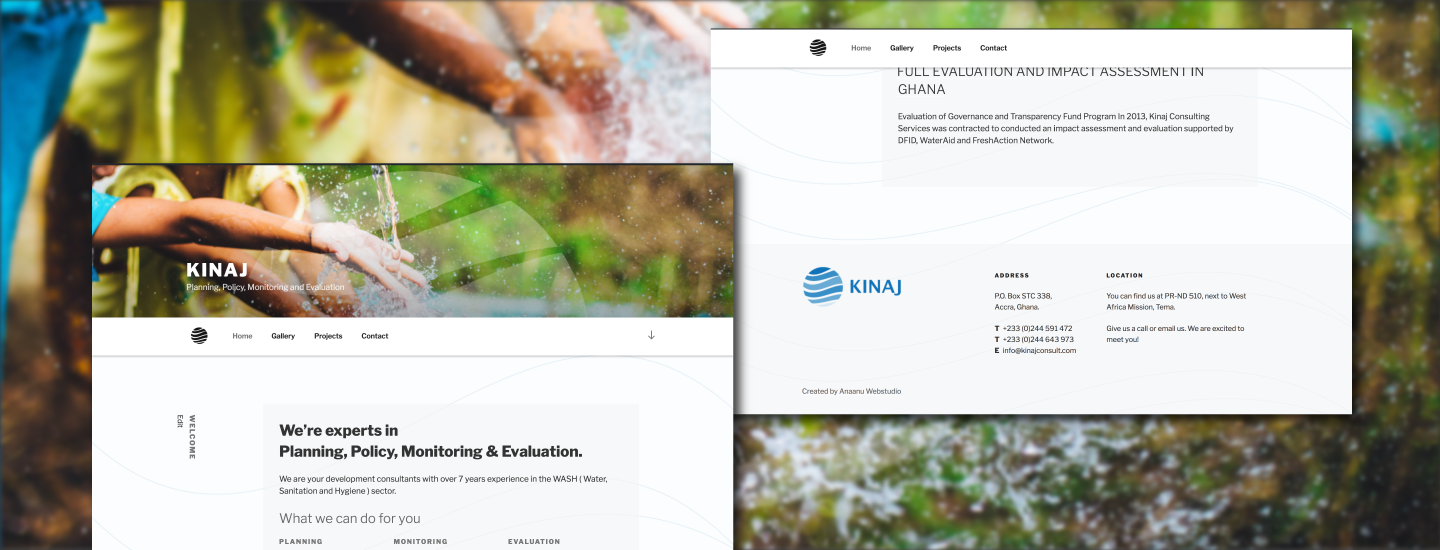 Home Gallery Projects Contact
FULL EVALUATION AND IMPACT ASSESSMENT IN
GHANA
Evaluation of Governance and Transparency Fund Program In 2013, Kinaj Consulting
Services was contracted to conducted an impact assessment and evaluation supported by
DFID, WaterAid and FreshAction Network.
KINAJ
ADDRESS
P.O. Box STC 338,
Accra, Ghana.
T +233 (0)244 591 472
T +233 (0)244 643 973
E info@kinajconsult.com
LOCATION
You can find us at PR-ND 510, next to West
Africa Mission, Tema.
Give us a call or email us. We are excited to
meet you!
Created by Anaanu Webstudio
KINAJ
Planning, Policy, Monitoring and Evaluation
Home Gallery Projects Contact
WELCOME
Edit
We're experts in
Planning, Policy, Monitoring & Evaluation.
We are your development consultants with over 7 years experience in the WASH ( Water,
Sanitation and Hygiene ) sector.
What we can do for you
PLANNING MONITORING EVALUATION